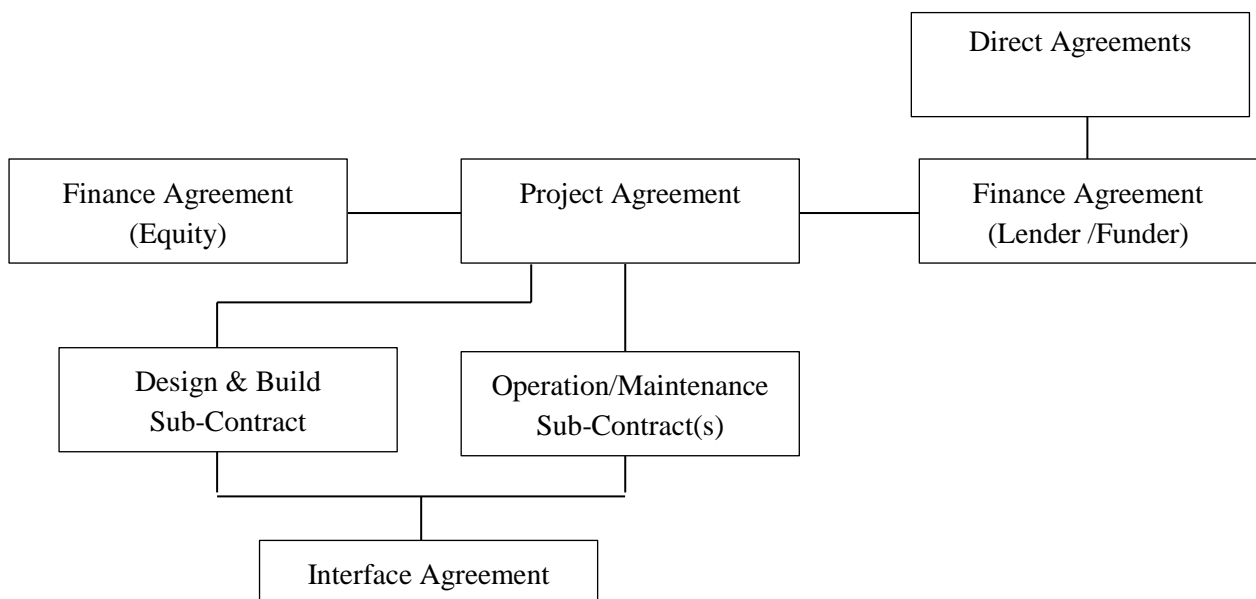 Direct Agreements
Finance Agreement
(Equity)
Project Agreement
Finance Agreement
(Lender /Funder)
Design & Build
Sub-Contract
Operation/Maintenance
Sub-Contract(s)
Interface Agreement